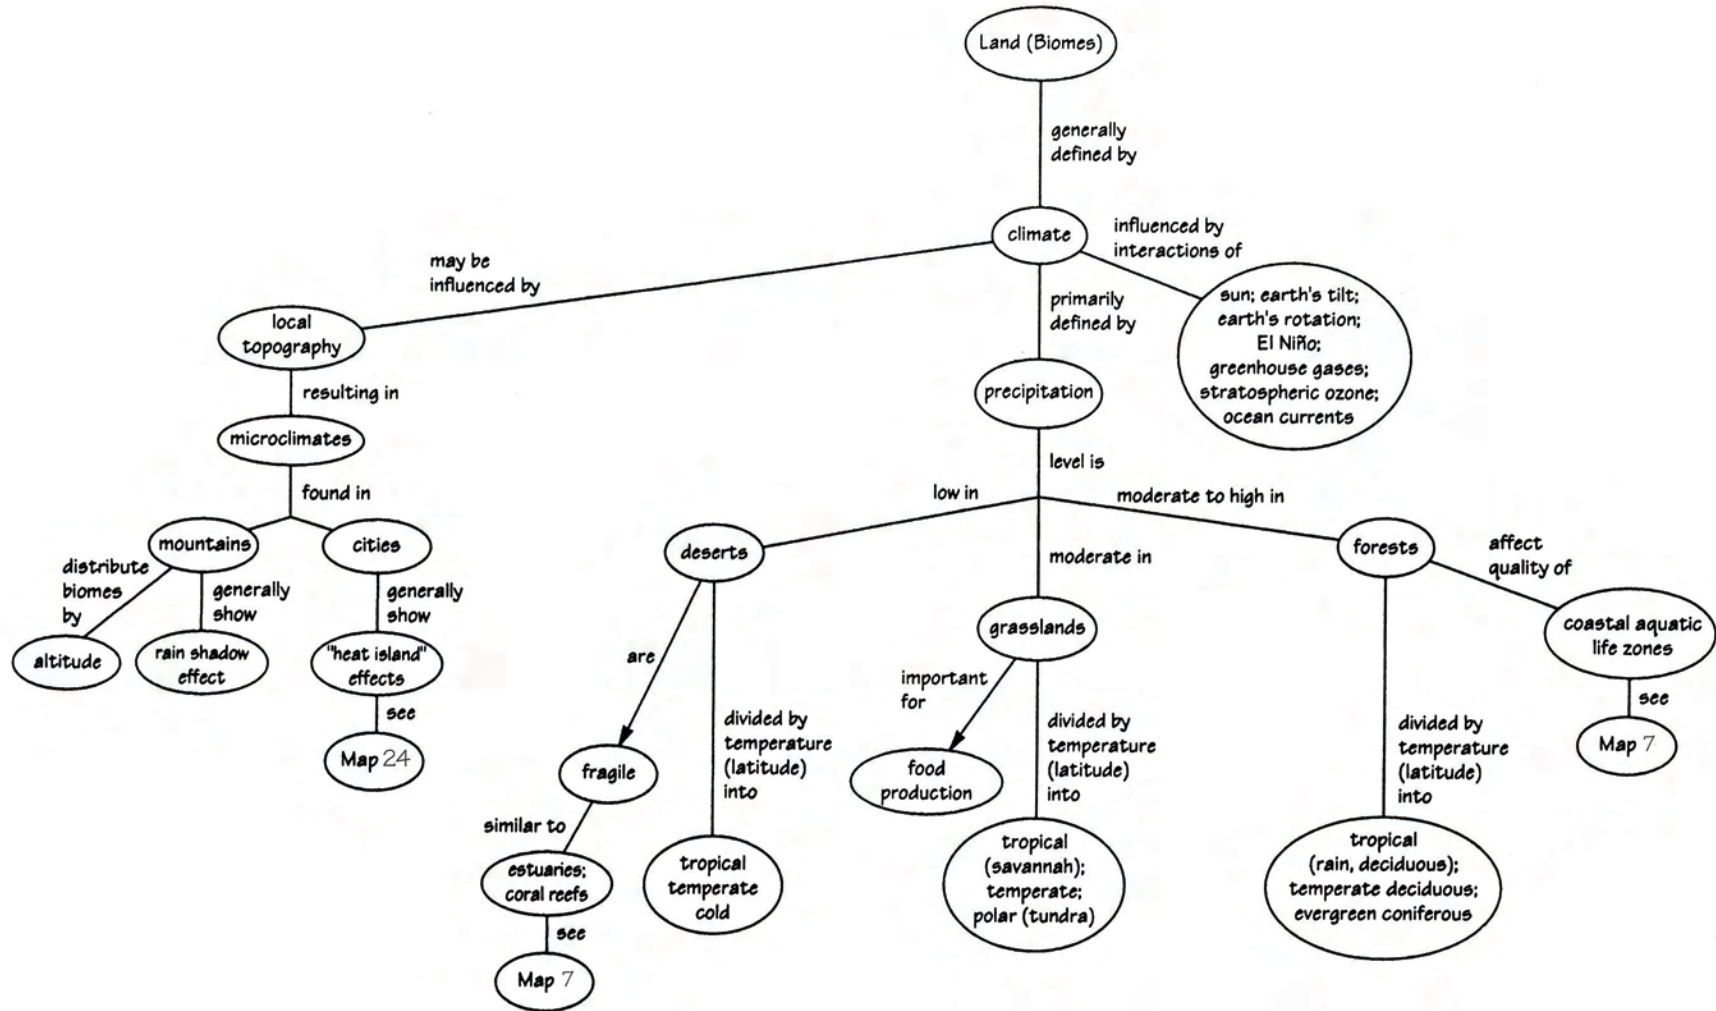 Land (Biomes)
generally
defined by
climate
influenced by
interactions of
sun; earth's tilt;
earth's rotation;
El Niño;
greenhouse gases;
stratospheric ozone;
ocean currents
may be
influenced by
local
topography
resulting in
microclimates
found in
mountains
distribute
biomes
by
altitude
generally
show
rain shadow
effect
cities
generally
show
"heat island"
effects
see
Map 24
primarily
defined by
precipitation
level is
low in
deserts
are
fragile
similar to
estuaries;
coral reefs
see
Map 7
divided by
temperature
(latitude)
into
tropical
temperate
cold
moderate in
grasslands
important
for
food
production
divided by
temperature
(latitude)
into
tropical
(savannah);
temperate;
polar (tundra)
moderate to high in
forests
divided by
temperature
(latitude)
into
tropical
(rain, deciduous);
temperate deciduous;
evergreen coniferous
affect
quality of
coastal aquatic
life zones
see
Map 7